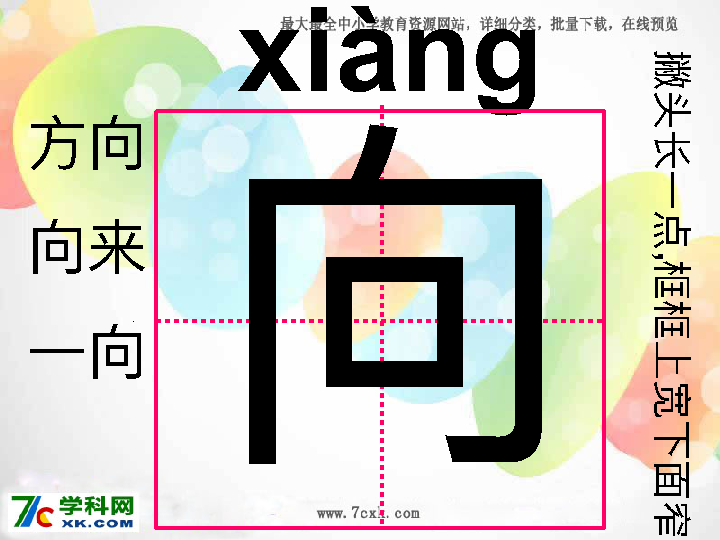 最大最全中小学教育资源网站，详细分类，批量下载，在线预览
xiàng
方向
向来
一向
向
撇头长一点,框框上宽下面窄
学科网
XK.COM
www.7cxk.com